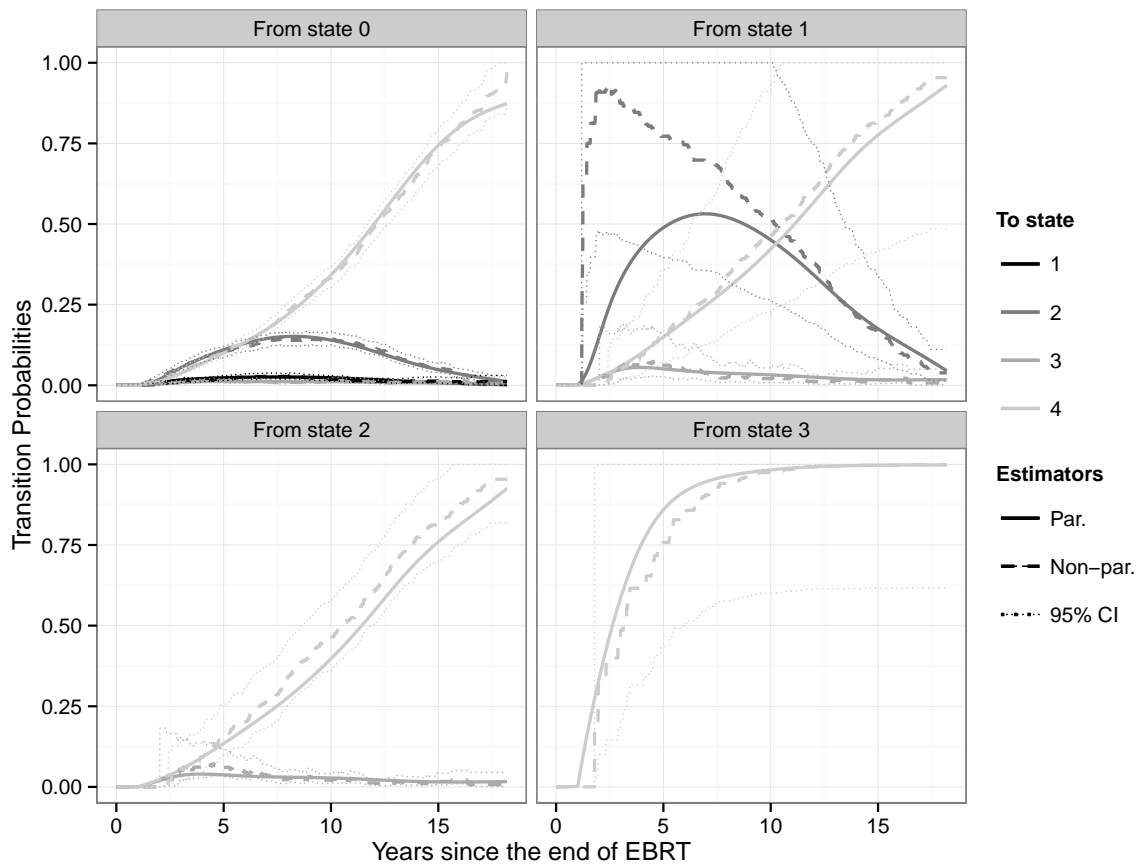 From state 0
From state 1
1.00
0.75
0.50
0.25
0.00
From state 2
From state 3
1.00
0.75
0.50
0.25
0.00
0
5
10
15
0
5
10
15
Transition Probabilities
Years since the end of EBRT
To state
1
2
3
4
Estimators
Par.
Non−par.
95% CI